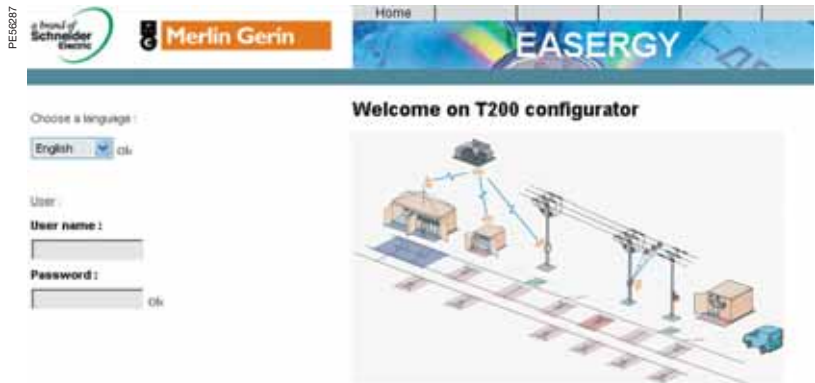 PE56287
a brand of
Schneider
Electric
Merlin Gerin
Home
EASERGY
Choose a language :
English
Ok
User :
User name :
Password :
Ok
Welcome on T200 configurator